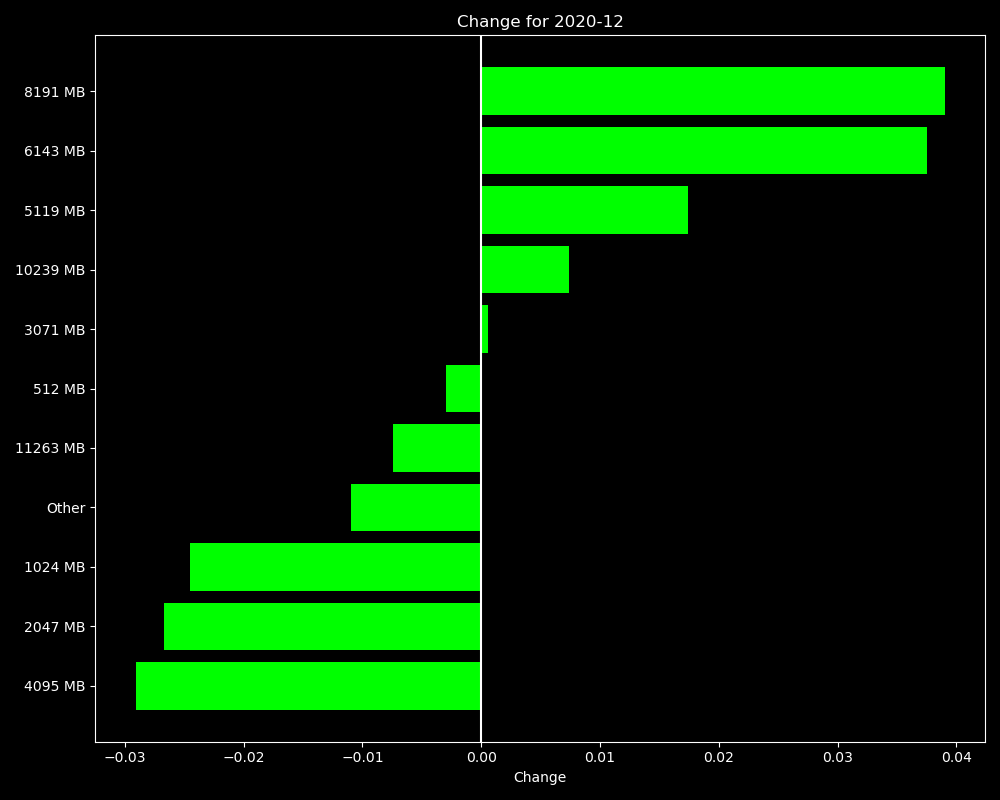 Change for 2020-12
8191 MB
6143 MB
5119 MB
10239 MB
3071 MB
512 MB
11263 MB
Other
1024 MB
2047 MB
4095 MB
−0.03 −0.02 −0.01 0.00 0.01 0.02 0.03 0.04
Change